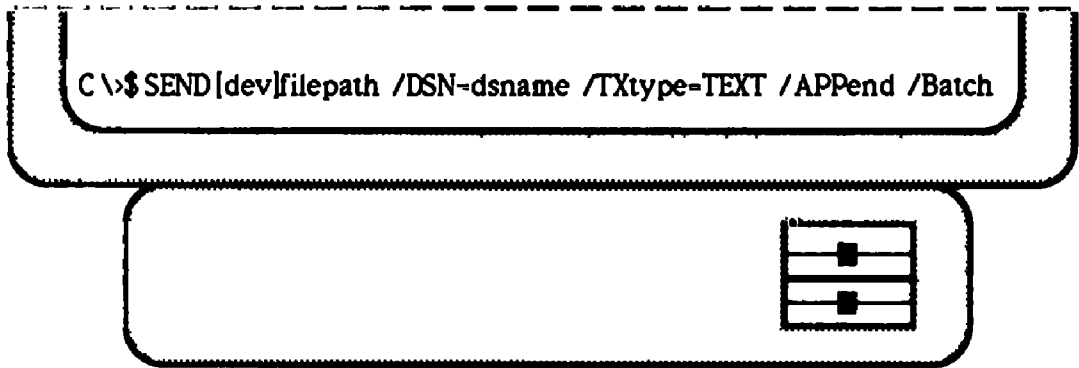 C \>$ SEND [dev]filepath /DSN=dsname /TXtype=TEXT /APPend /Batch